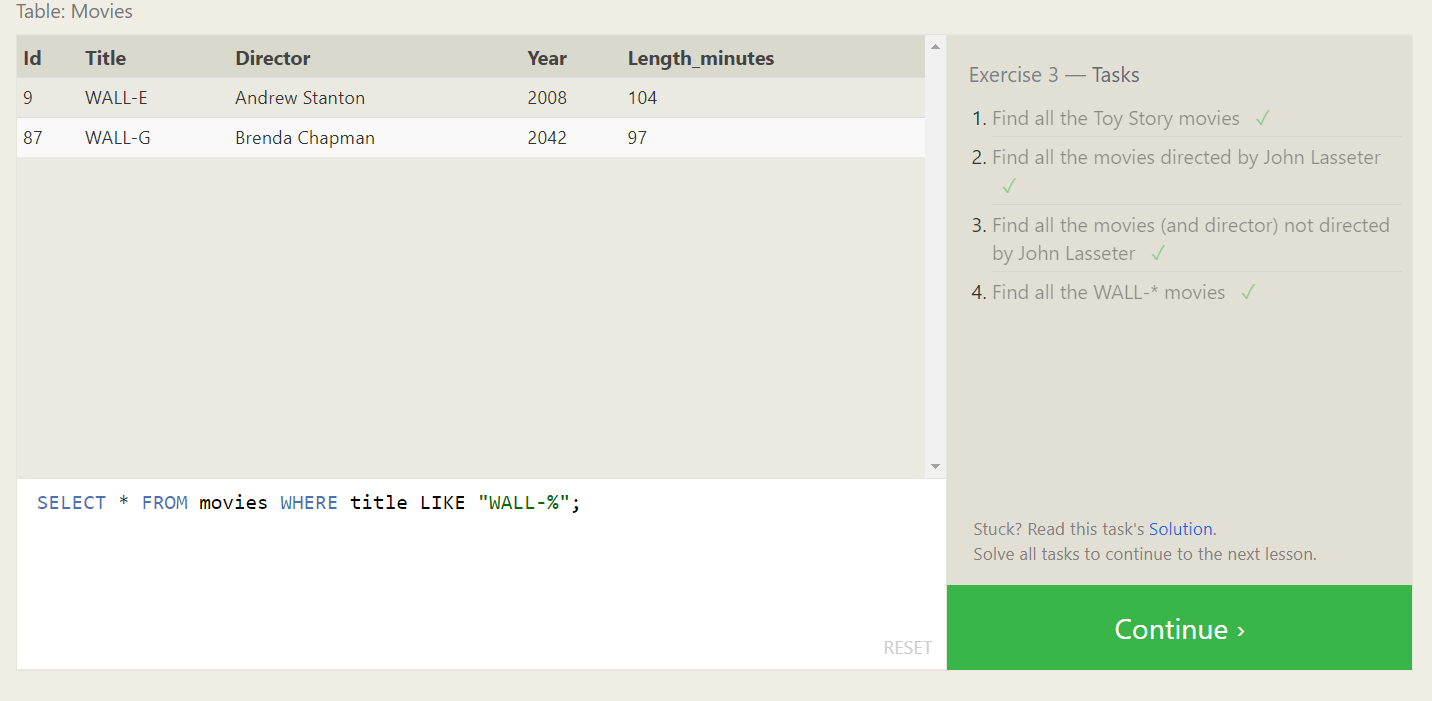 Table: Movies
Id Title Director Year Length_minutes
9 WALL-E Andrew Stanton 2008 104
87 WALL-G Brenda Chapman 2042 97
SELECT * FROM movies WHERE title LIKE "WALL-%";
RESET
Exercise 3 — Tasks
1. Find all the Toy Story movies ✓
2. Find all the movies directed by John Lasseter
✓
3. Find all the movies (and director) not directed
by John Lasseter ✓
4. Find all the WALL-* movies ✓
Stuck? Read this task's Solution.
Solve all tasks to continue to the next lesson.
Continue ›